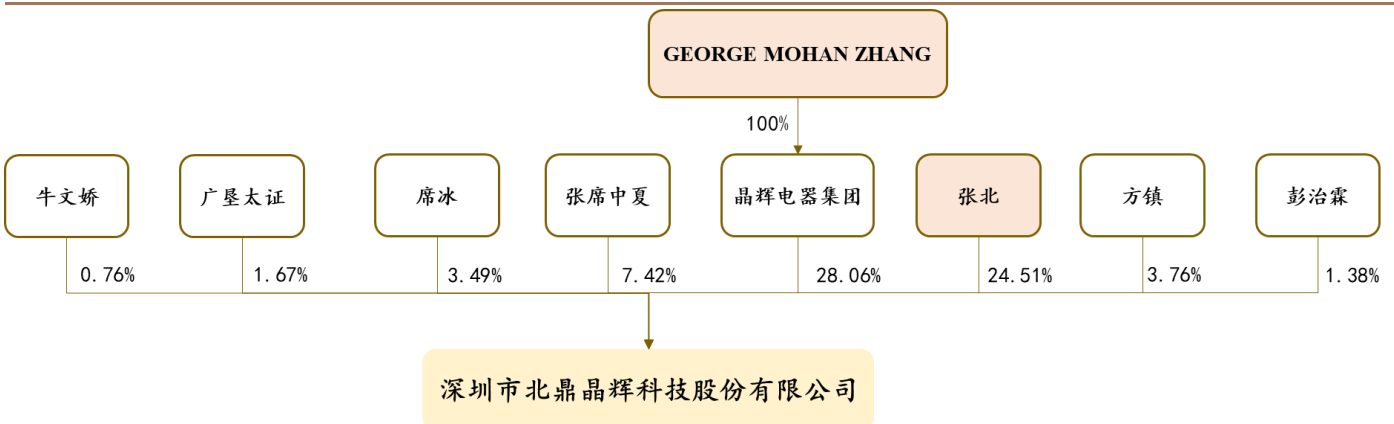 GEORGE MOHAN ZHANG
100%
牛文娇
广垦太证
席冰
张席中夏
晶辉电器集团
张北
方镇
彭治霖
0.76%
1.67%
3.49%
7.42%
28.06%
24.51%
3.76%
1.38%
深圳市北鼎晶辉科技股份有限公司